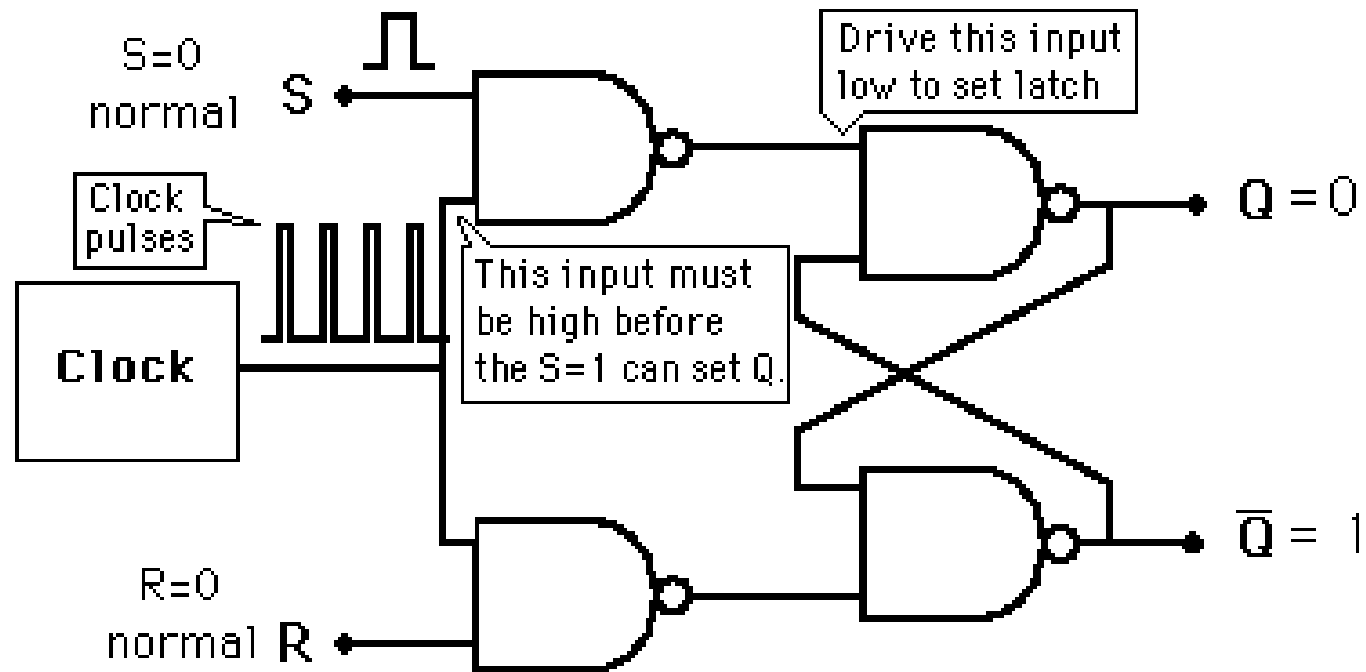 S=0
normal
S
Drive this input
low to set latch
Clock
pulses
Q = 0
This input must
be high before
the S=1 can set Q.
Clock
Q̅ = 1
R=0
normal
R